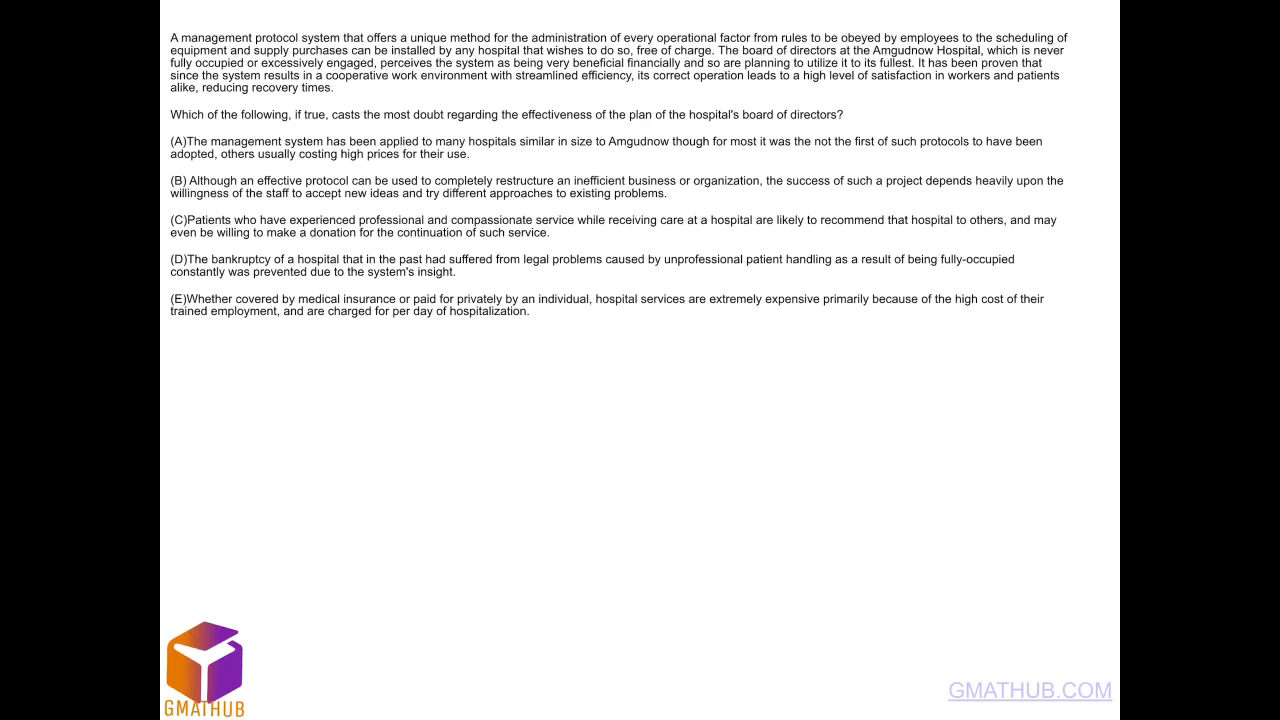 A management protocol system that offers a unique method for the administration of every operational factor from rules to be obeyed by employees to the scheduling of
equipment and supply purchases can be installed by any hospital that wishes to do so, free of charge. The board of directors at the Amgudnow Hospital, which is never
fully occupied or excessively engaged, perceives the system as being very beneficial financially and so are planning to utilize it to its fullest. It has been proven that
since the system results in a cooperative work environment with streamlined efficiency, its correct operation leads to a high level of satisfaction in workers and patients
alike, reducing recovery times.
Which of the following, if true, casts the most doubt regarding the effectiveness of the plan of the hospital's board of directors?
(A)The management system has been applied to many hospitals similar in size to Amgudnow though for most it was the not the first of such protocols to have been
adopted, others usually costing high prices for their use.
(B) Although an effective protocol can be used to completely restructure an inefficient business or organization, the success of such a project depends heavily upon the
willingness of the staff to accept new ideas and try different approaches to existing problems.
(C)Patients who have experienced professional and compassionate service while receiving care at a hospital are likely to recommend that hospital to others, and may
even be willing to make a donation for the continuation of such service.
(D)The bankruptcy of a hospital that in the past had suffered from legal problems caused by unprofessional patient handling as a result of being fully-occupied
constantly was prevented due to the system's insight.
(E)Whether covered by medical insurance or paid for privately by an individual, hospital services are extremely expensive primarily because of the high cost of their
trained employment, and are charged for per day of hospitalization.
GMATHUB
GMATHUB.COM